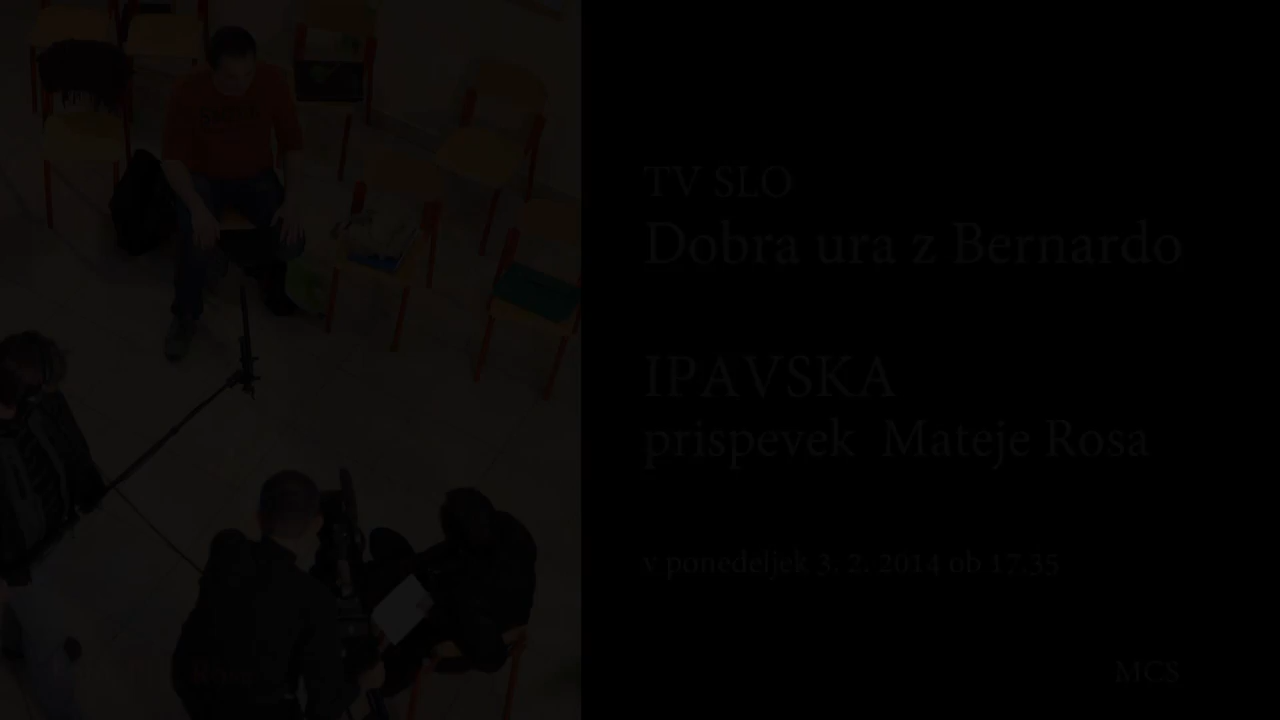 TV SLO
Dobra ura z Bernardo
IPAVSKA
prispevek Mateje Rosa
v ponedeljek 3. 2. 2014 ob 17.35
MCS